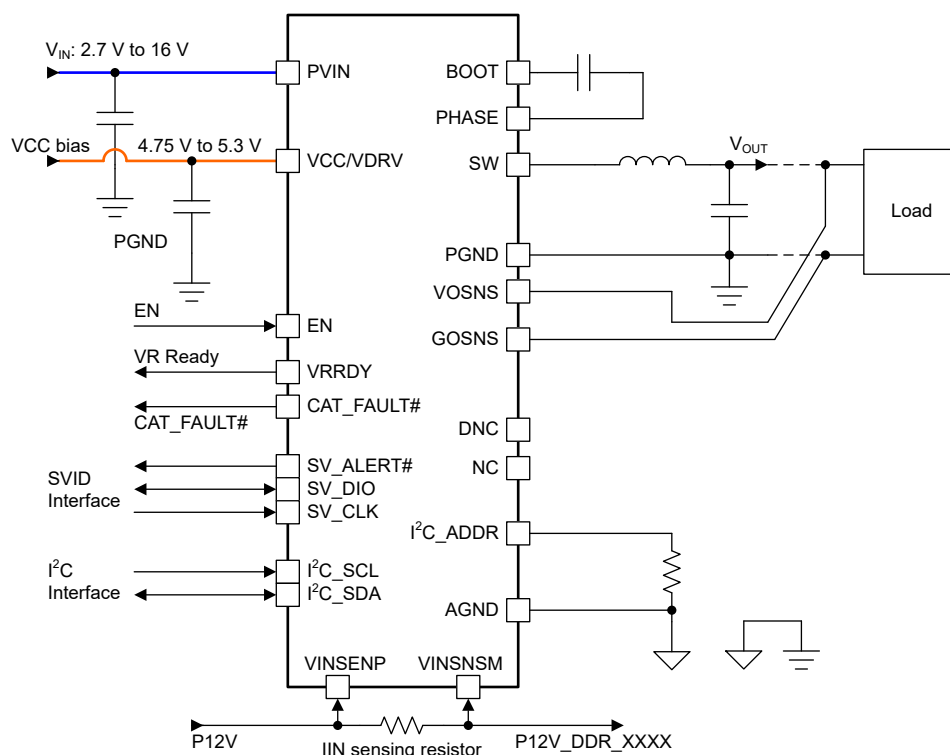 V_IN: 2.7 V to 16 V
PVIN
BOOT
PHASE
VCC bias
4.75 V to 5.3 V
VCC/VDRV
SW
V_OUT
Load
PGND
PGND
VOSNS
GOSNS
EN
EN
VR Ready
VRRDY
CAT_FAULT#
CAT_FAULT#
DNC
NC
SVID
Interface
SV_ALERT#
SV_DIO
SV_CLK
I²C_ADDR
I²C
Interface
I²C_SCL
I²C_SDA
AGND
VINSENP
VINSNSM
P12V
IIN sensing resistor
P12V_DDR_XXXX